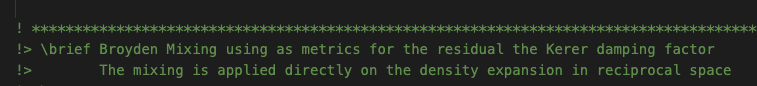 ! ******************************************************************************************
!> \brief Broyden Mixing using as metrics for the residual the Kerer damping factor
!>        The mixing is applied directly on the density expansion in reciprocal space